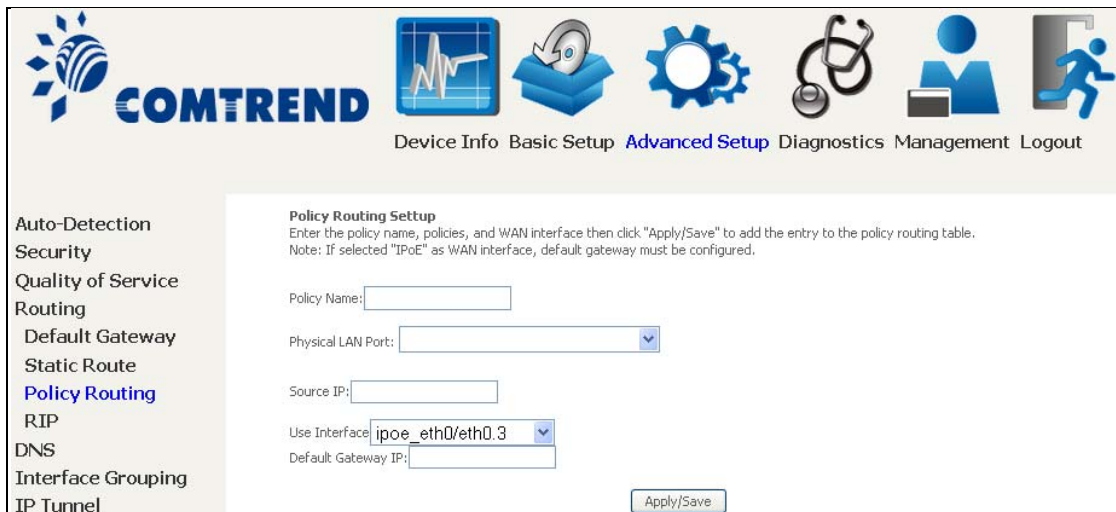 COMTREND
Device Info Basic Setup Advanced Setup Diagnostics Management Logout
Auto-Detection
Security
Quality of Service
Routing
Default Gateway
Static Route
Policy Routing
RIP
DNS
Interface Grouping
IP Tunnel
Policy Routing Settup
Enter the policy name, policies, and WAN interface then click "Apply/Save" to add the entry to the policy routing table.
Note: If selected "IPoE" as WAN interface, default gateway must be configured.
Policy Name:
Physical LAN Port:
Source IP:
Use Interface ipoe_eth0/eth0.3
Default Gateway IP:
Apply/Save